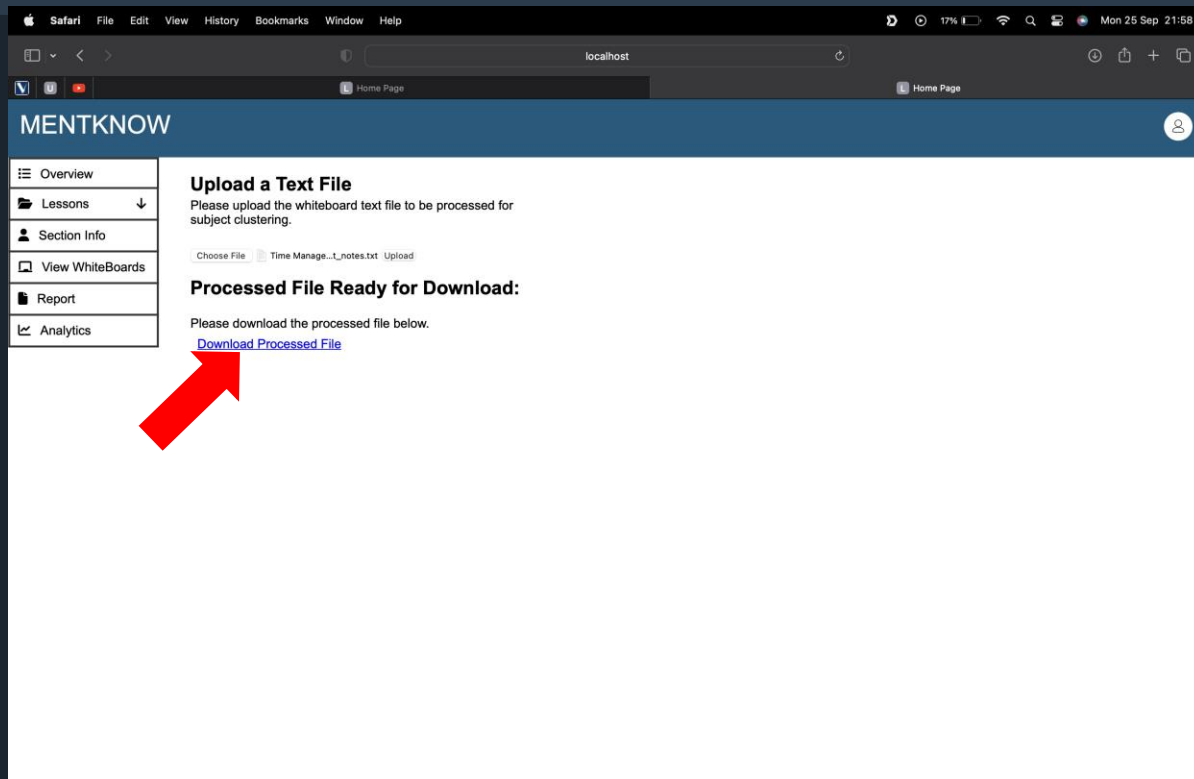 Safari File Edit View History Bookmarks Window Help 17% Mon 25 Sep 21:58
localhost
U L Home Page L Home Page
MENTKNOW
Overview
Lessons
Section Info
View WhiteBoards
Report
Analytics
Upload a Text File
Please upload the whiteboard text file to be processed for
subject clustering.
Choose File Time Manage...t_notes.txt Upload
Processed File Ready for Download:
Please download the processed file below.
Download Processed File